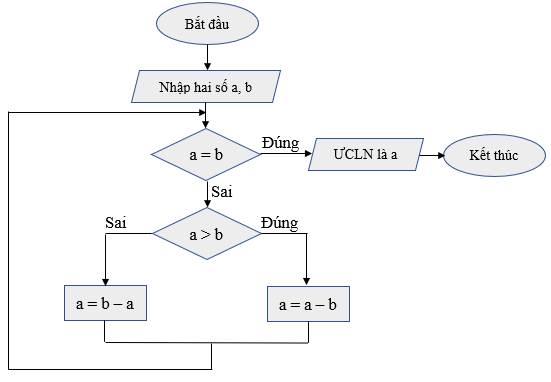 Bắt đầu
Nhập hai số a, b
a = b
Đúng
ƯCLN là a
Kết thúc
Sai
a > b
Sai
Đúng
a = b – a
a = a – b